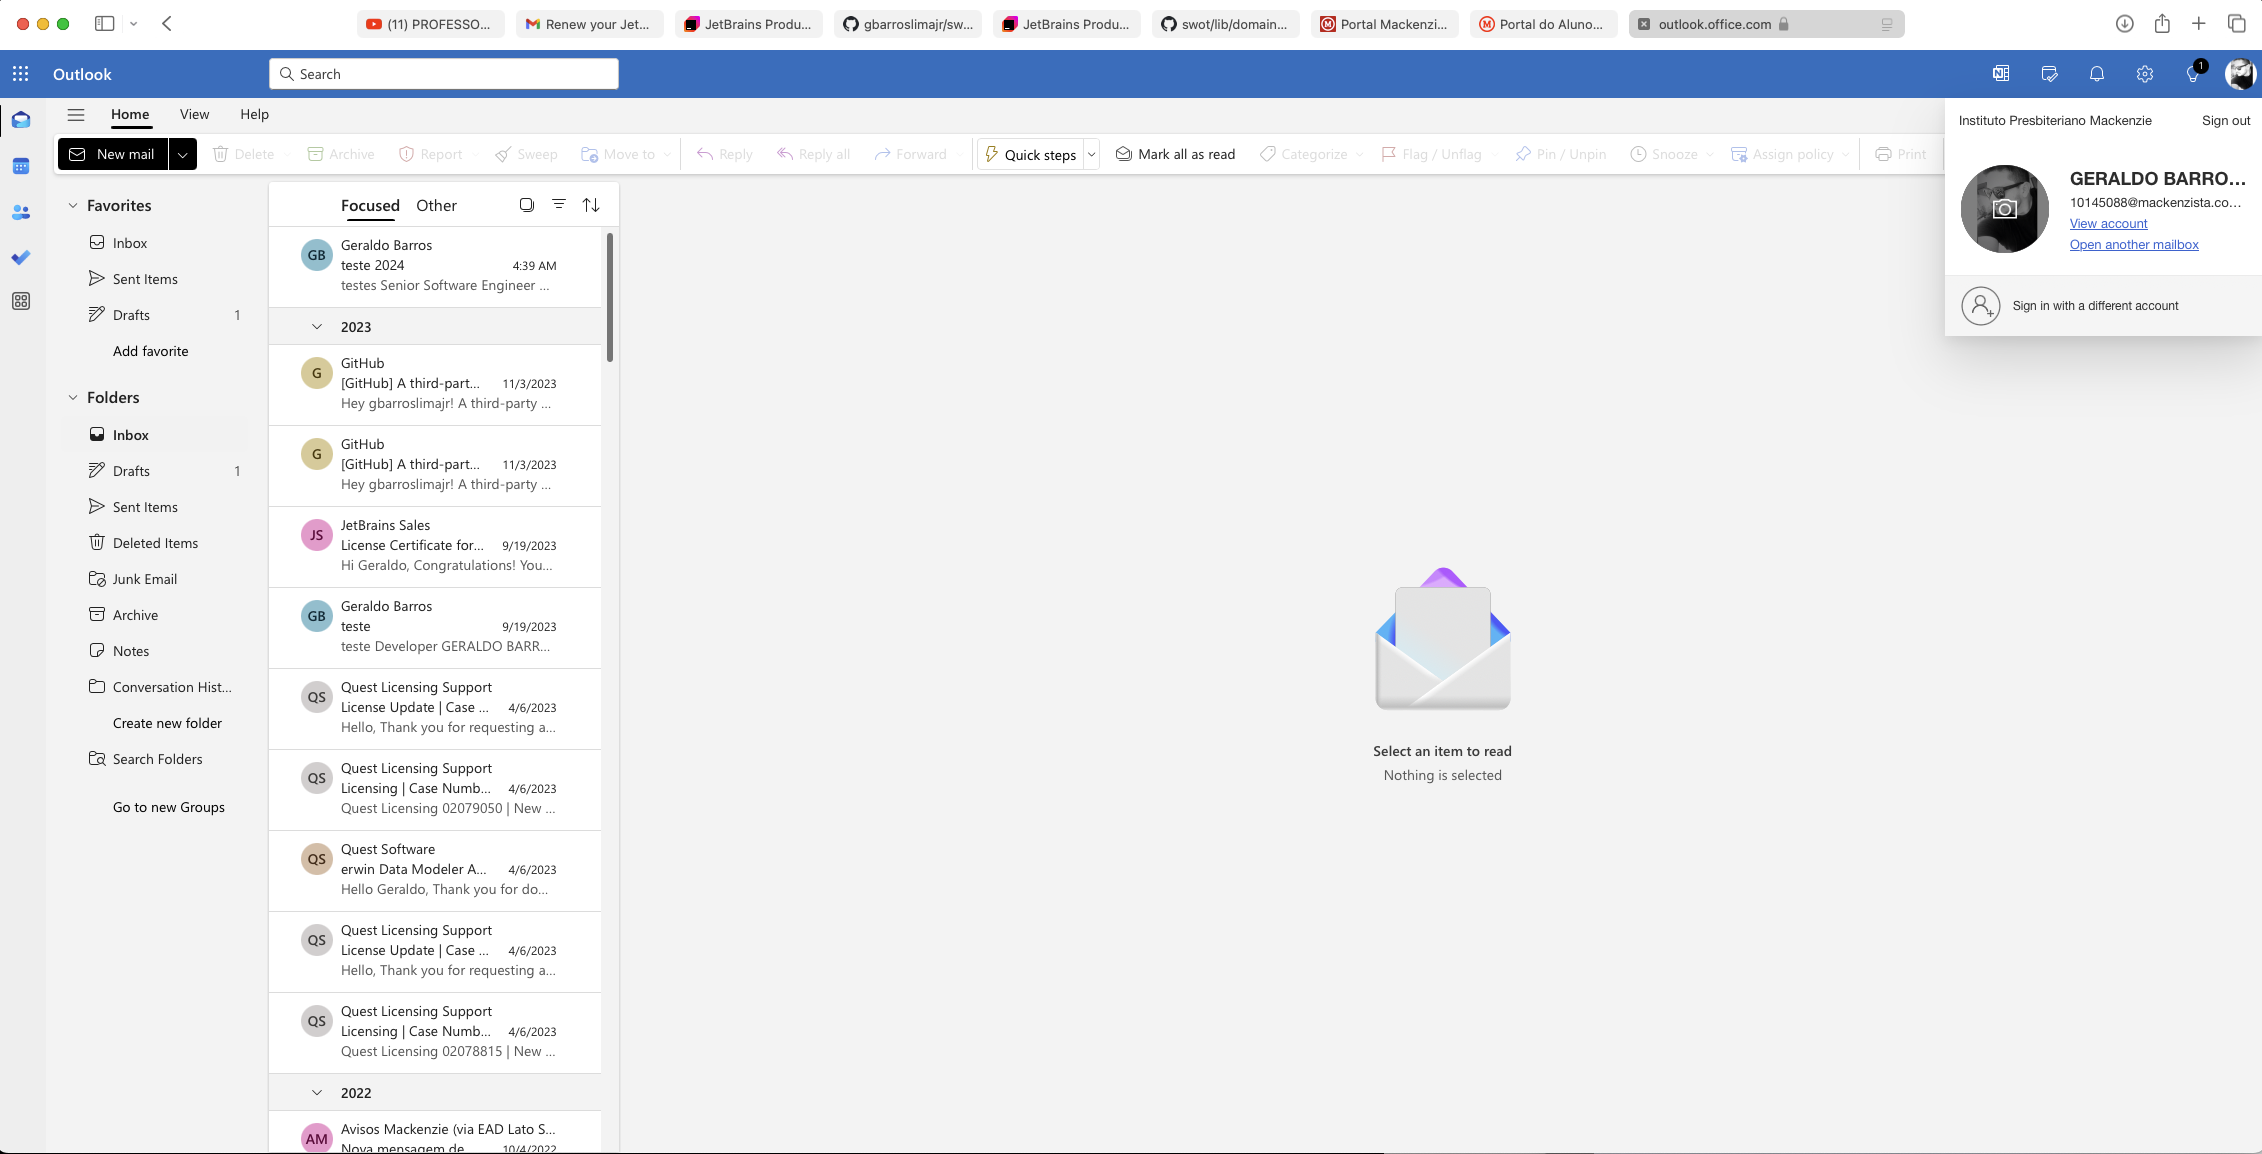 (11) PROFESSO...
Renew your Jet...
JetBrains Produ...
gbarroslimajr/sw...
JetBrains Produ...
swot/lib/domain...
Portal Mackenzi...
Portal do Aluno...
outlook.office.com
Outlook
Search
1
Home
View
Help
New mail
Delete
Archive
Report
Sweep
Move to
Reply
Reply all
Forward
Quick steps
Mark all as read
Categorize
Flag / Unflag
Pin / Unpin
Snooze
Assign policy
Print
Instituto Presbiteriano Mackenzie
Sign out
GERALDO BARRO...
10145088@mackenzista.co...
View account
Open another mailbox
Sign in with a different account
Favorites
Inbox
Sent Items
Drafts 1
Add favorite
Folders
Inbox
Drafts 1
Sent Items
Deleted Items
Junk Email
Archive
Notes
Conversation Hist...
Create new folder
Search Folders
Go to new Groups
Focused
Other
GB
Geraldo Barros
teste 2024 4:39 AM
testes Senior Software Engineer ...
2023
G
GitHub
[GitHub] A third-part... 11/3/2023
Hey gbarroslimajr! A third-party ...
G
GitHub
[GitHub] A third-part... 11/3/2023
Hey gbarroslimajr! A third-party ...
JS
JetBrains Sales
License Certificate for... 9/19/2023
Hi Geraldo, Congratulations! You...
GB
Geraldo Barros
teste 9/19/2023
teste Developer GERALDO BARR...
QS
Quest Licensing Support
License Update | Case ... 4/6/2023
Hello, Thank you for requesting a...
QS
Quest Licensing Support
Licensing | Case Numb... 4/6/2023
Quest Licensing 02079050 | New ...
QS
Quest Software
erwin Data Modeler A... 4/6/2023
Hello Geraldo, Thank you for do...
QS
Quest Licensing Support
License Update | Case ... 4/6/2023
Hello, Thank you for requesting a...
QS
Quest Licensing Support
Licensing | Case Numb... 4/6/2023
Quest Licensing 02078815 | New ...
2022
AM
Avisos Mackenzie (via EAD Lato S...
Nova mensagem de 10/4/2022
Select an item to read
Nothing is selected